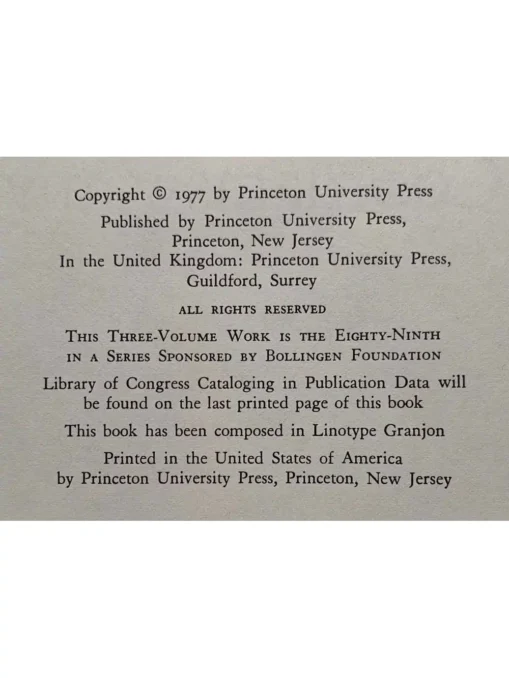 Copyright © 1977 by Princeton University Press
Published by Princeton University Press,
Princeton, New Jersey
In the United Kingdom: Princeton University Press,
Guildford, Surrey
ALL RIGHTS RESERVED
THIS THREE-VOLUME WORK IS THE EIGHTY-NINTH
IN A SERIES SPONSORED BY BOLLINGEN FOUNDATION
Library of Congress Cataloging in Publication Data will
be found on the last printed page of this book
This book has been composed in Linotype Granjon
Printed in the United States of America
by Princeton University Press, Princeton, New Jersey